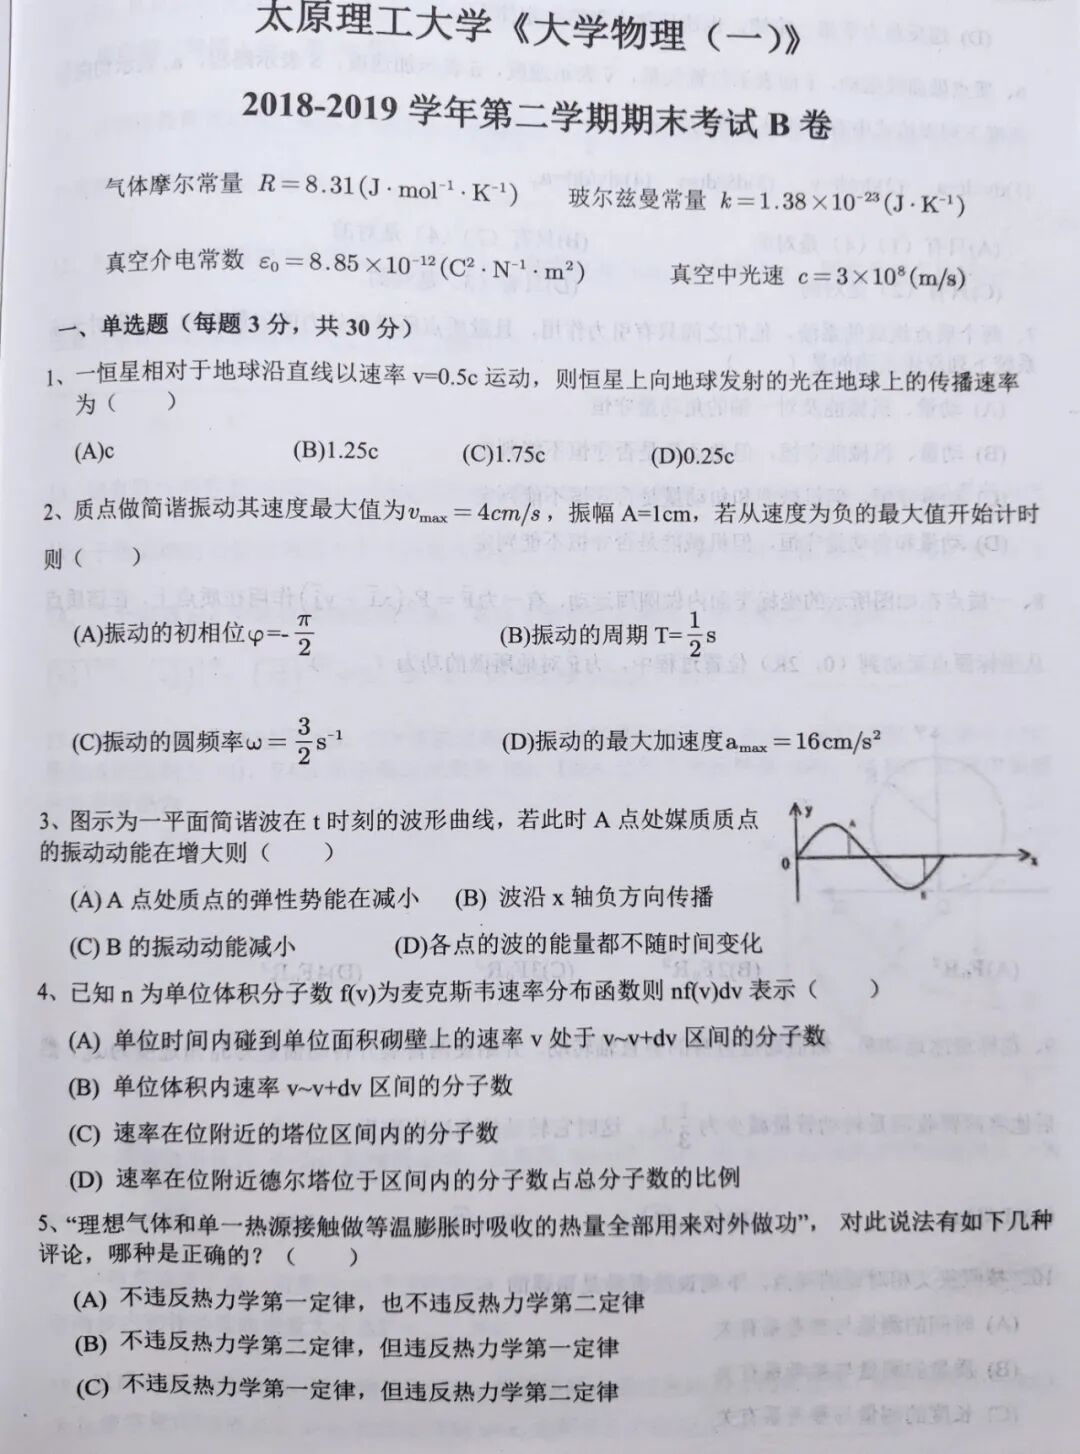 太原理工大学《大学物理（一）》
2018-2019 学年第二学期期末考试 B 卷
气体摩尔常量 R=8.31(J·mol⁻¹·K⁻¹) 玻尔兹曼常量 k=1.38×10⁻²³(J·K⁻¹)
真空介电常数 ε₀=8.85×10⁻¹²(C²·N⁻¹·m²) 真空中光速 c=3×10⁸(m/s)
一、单选题（每题 3 分，共 30 分）
1、一恒星相对于地球沿直线以速率 v=0.5c 运动，则恒星上向地球发射的光在地球上的传播速率
为（ ）
(A)c (B)1.25c (C)1.75c (D)0.25c
2、质点做简谐振动其速度最大值为v_max=4cm/s，振幅 A=1cm，若从速度为负的最大值开始计时
则（ ）
(A)振动的初相位φ=-π/2 (B)振动的周期 T=1/2 s
(C)振动的圆频率ω=3/2 s⁻¹ (D)振动的最大加速度a_max=16cm/s²
3、图示为一平面简谐波在 t 时刻的波形曲线，若此时 A 点处媒质质点
的振动动能在增大则（ ）
y
A
0
x
B
(A) A 点处质点的弹性势能在减小 (B) 波沿 x 轴负方向传播
(C) B 的振动动能减小 (D)各点的波的能量都不随时间变化
4、已知 n 为单位体积分子数 f(v)为麦克斯韦速率分布函数则 nf(v)dv 表示（ ）
(A) 单位时间内碰到单位面积砌壁上的速率 v 处于 v~v+dv 区间的分子数
(B) 单位体积内速率 v~v+dv 区间的分子数
(C) 速率在位附近的塔位区间内的分子数
(D) 速率在位附近德尔塔位于区间内的分子数占总分子数的比例
5、“理想气体和单一热源接触做等温膨胀时吸收的热量全部用来对外做功”， 对此说法有如下几种
评论，哪种是正确的？（ ）
(A) 不违反热力学第一定律，也不违反热力学第二定律
(B) 不违反热力学第二定律，但违反热力学第一定律
(C) 不违反热力学第一定律，但违反热力学第二定律